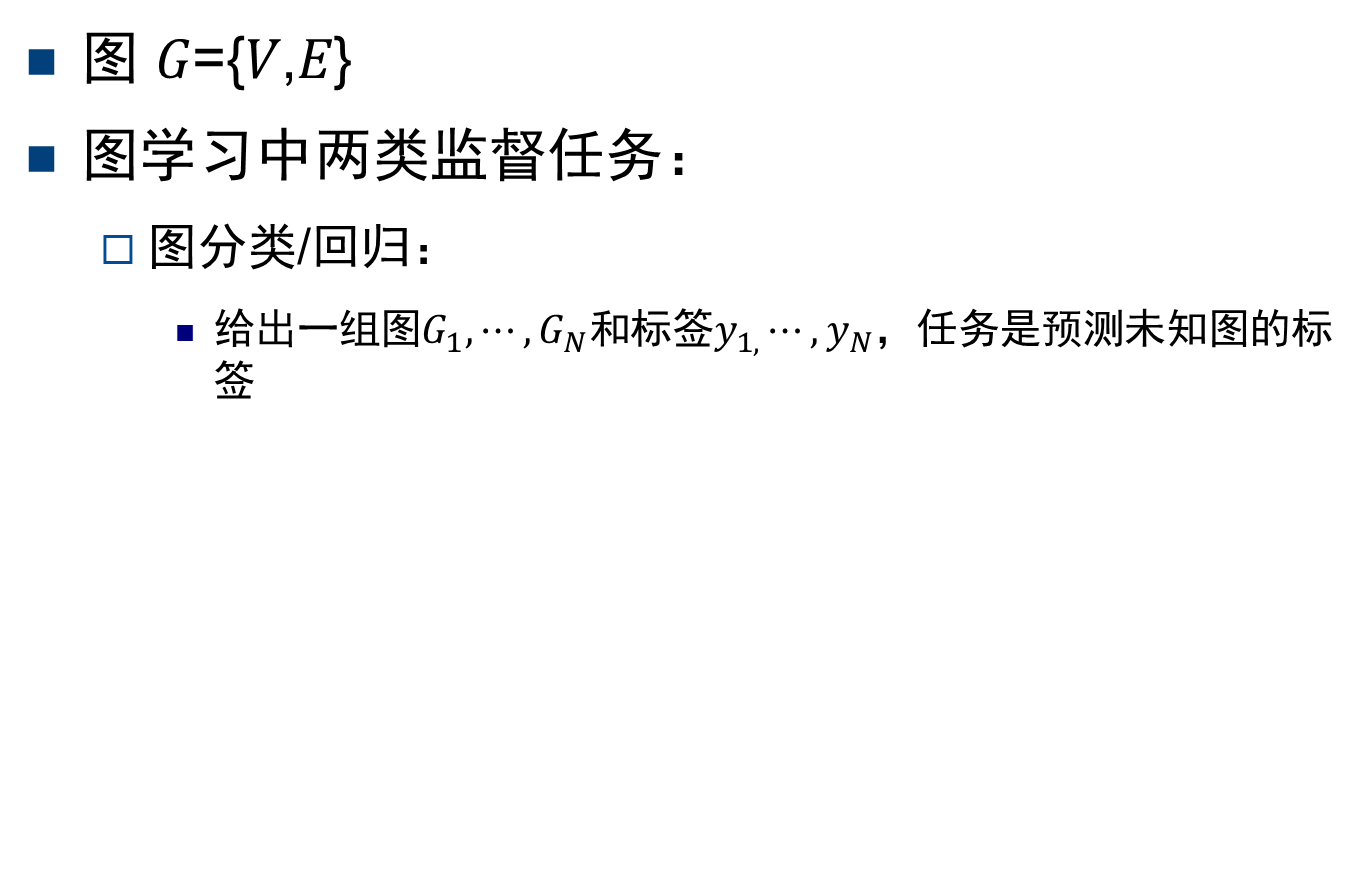 图 G={V,E}
图学习中两类监督任务：
图分类/回归：
给出一组图G₁,⋯,G_N和标签y₁,⋯,y_N，任务是预测未知图的标
签